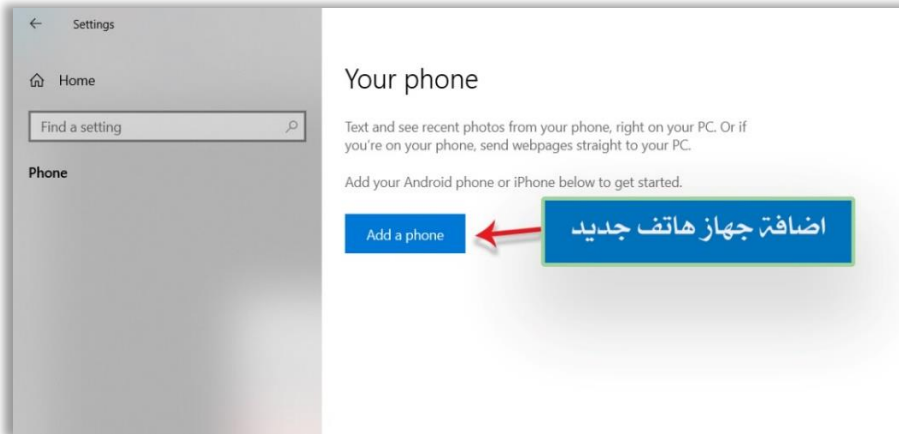 Settings
Home
Find a setting
Phone
Your phone
Text and see recent photos from your phone, right on your PC. Or if
you're on your phone, send webpages straight to your PC.
Add your Android phone or iPhone below to get started.
Add a phone
اضافة جهاز هاتف جديد